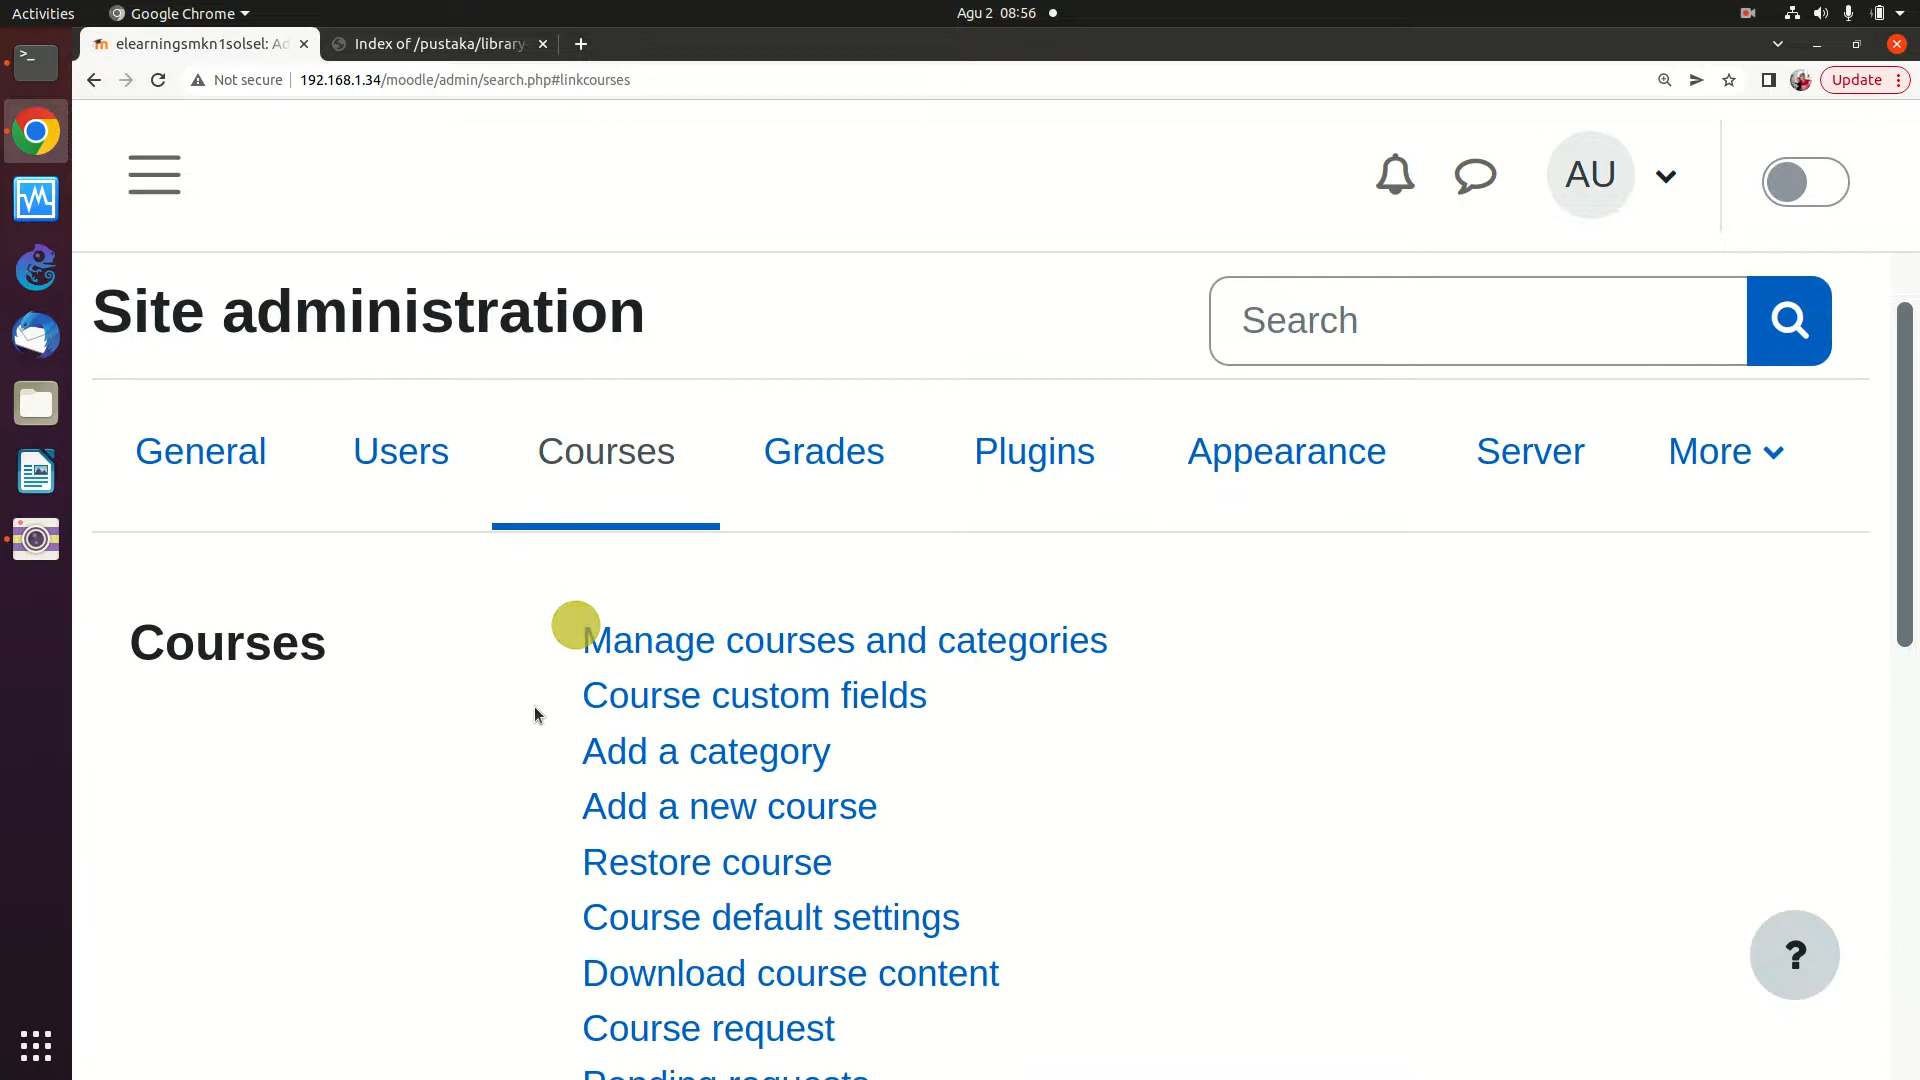 Activities
Google Chrome
Agu 2 08:56
elearningsmkn1solsel: Ad
Index of /pustaka/library
Not secure
192.168.1.34/moodle/admin/search.php#linkcourses
Update
AU
Site administration
Search
General
Users
Courses
Grades
Plugins
Appearance
Server
More
Courses
Manage courses and categories
Course custom fields
Add a category
Add a new course
Restore course
Course default settings
Download course content
?
Course request
Pending requests